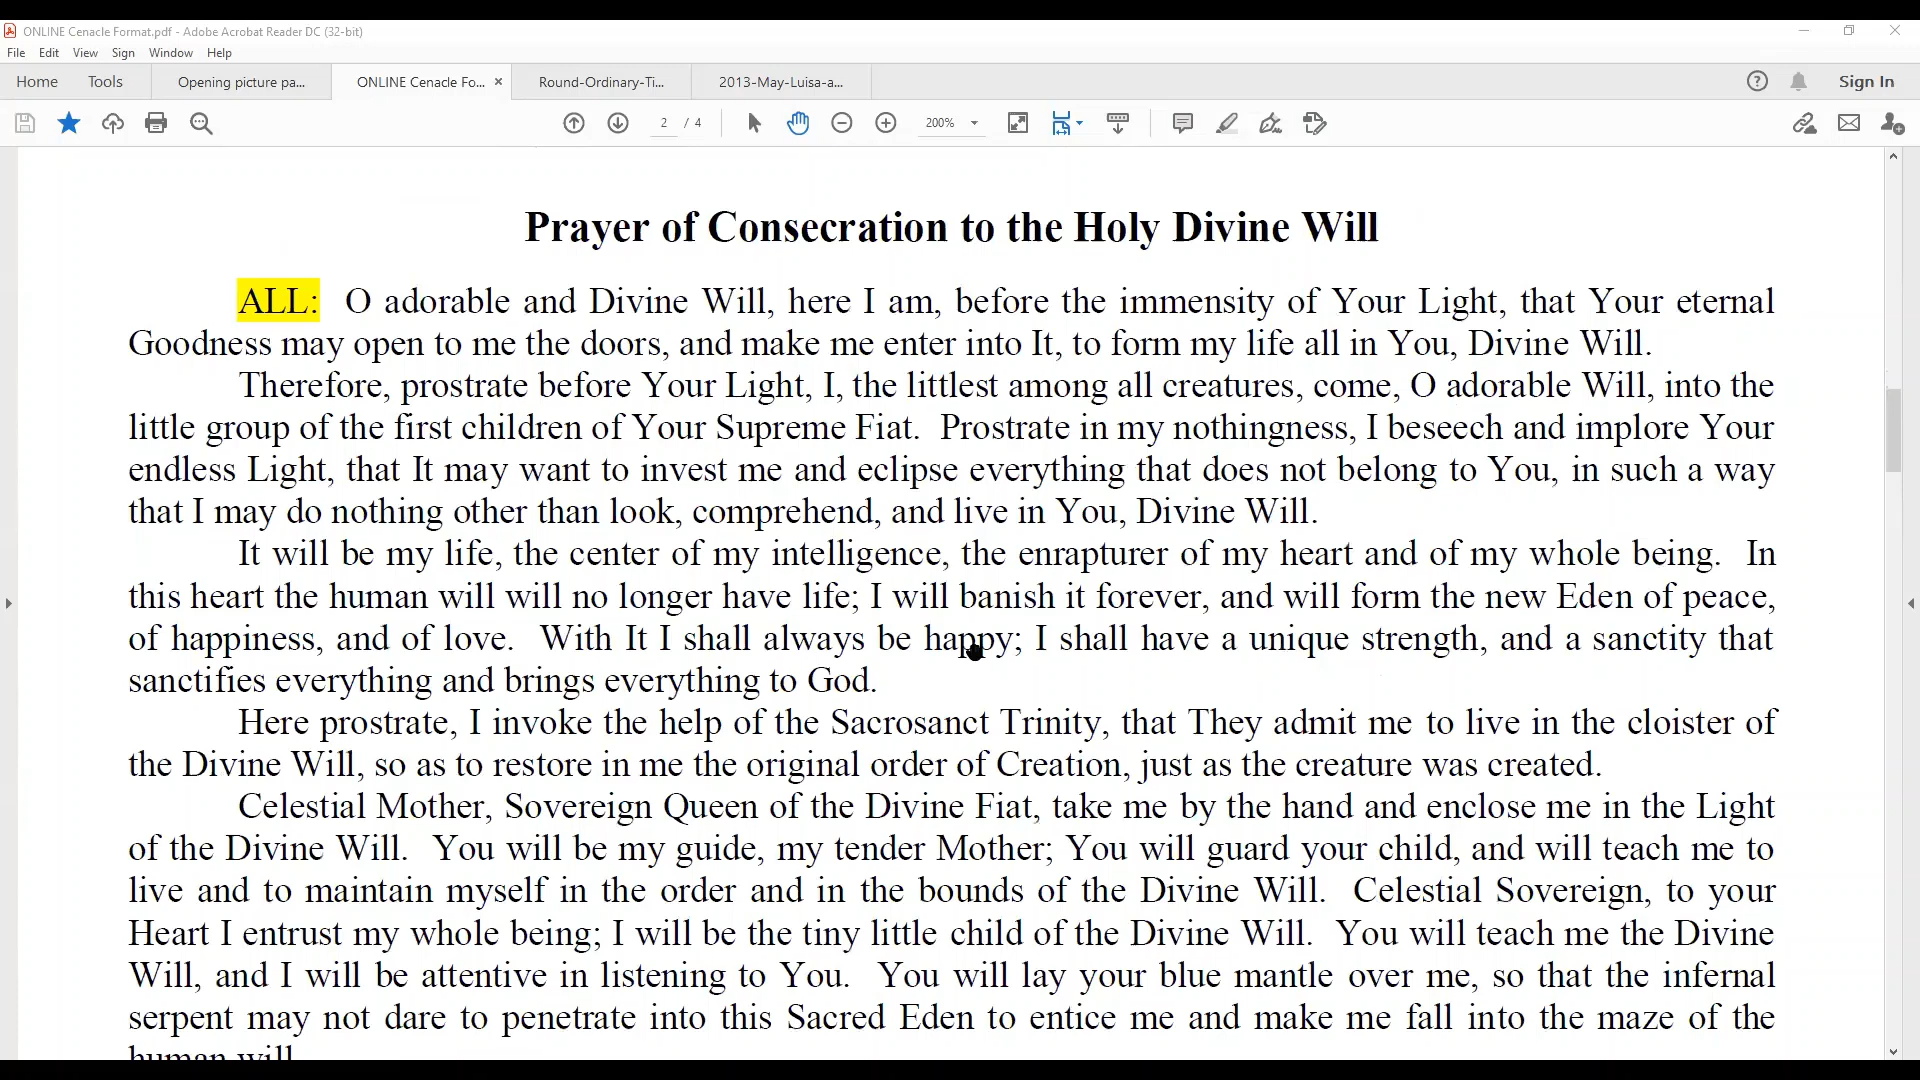 ONLINE Cenacle Format.pdf - Adobe Acrobat Reader DC (32-bit)
File Edit View Sign Window Help
Home Tools Opening picture pa... ONLINE Cenacle Fo... × Round-Ordinary-Ti... 2013-May-Luisa-a... Sign In
2 / 4 200%
Prayer of Consecration to the Holy Divine Will
ALL: O adorable and Divine Will, here I am, before the immensity of Your Light, that Your eternal
Goodness may open to me the doors, and make me enter into It, to form my life all in You, Divine Will.
Therefore, prostrate before Your Light, I, the littlest among all creatures, come, O adorable Will, into the
little group of the first children of Your Supreme Fiat. Prostrate in my nothingness, I beseech and implore Your
endless Light, that It may want to invest me and eclipse everything that does not belong to You, in such a way
that I may do nothing other than look, comprehend, and live in You, Divine Will.
It will be my life, the center of my intelligence, the enrapturer of my heart and of my whole being. In
this heart the human will will no longer have life; I will banish it forever, and will form the new Eden of peace,
of happiness, and of love. With It I shall always be happy; I shall have a unique strength, and a sanctity that
sanctifies everything and brings everything to God.
Here prostrate, I invoke the help of the Sacrosanct Trinity, that They admit me to live in the cloister of
the Divine Will, so as to restore in me the original order of Creation, just as the creature was created.
Celestial Mother, Sovereign Queen of the Divine Fiat, take me by the hand and enclose me in the Light
of the Divine Will. You will be my guide, my tender Mother; You will guard your child, and will teach me to
live and to maintain myself in the order and in the bounds of the Divine Will. Celestial Sovereign, to your
Heart I entrust my whole being; I will be the tiny little child of the Divine Will. You will teach me the Divine
Will, and I will be attentive in listening to You. You will lay your blue mantle over me, so that the infernal
serpent may not dare to penetrate into this Sacred Eden to entice me and make me fall into the maze of the
human will